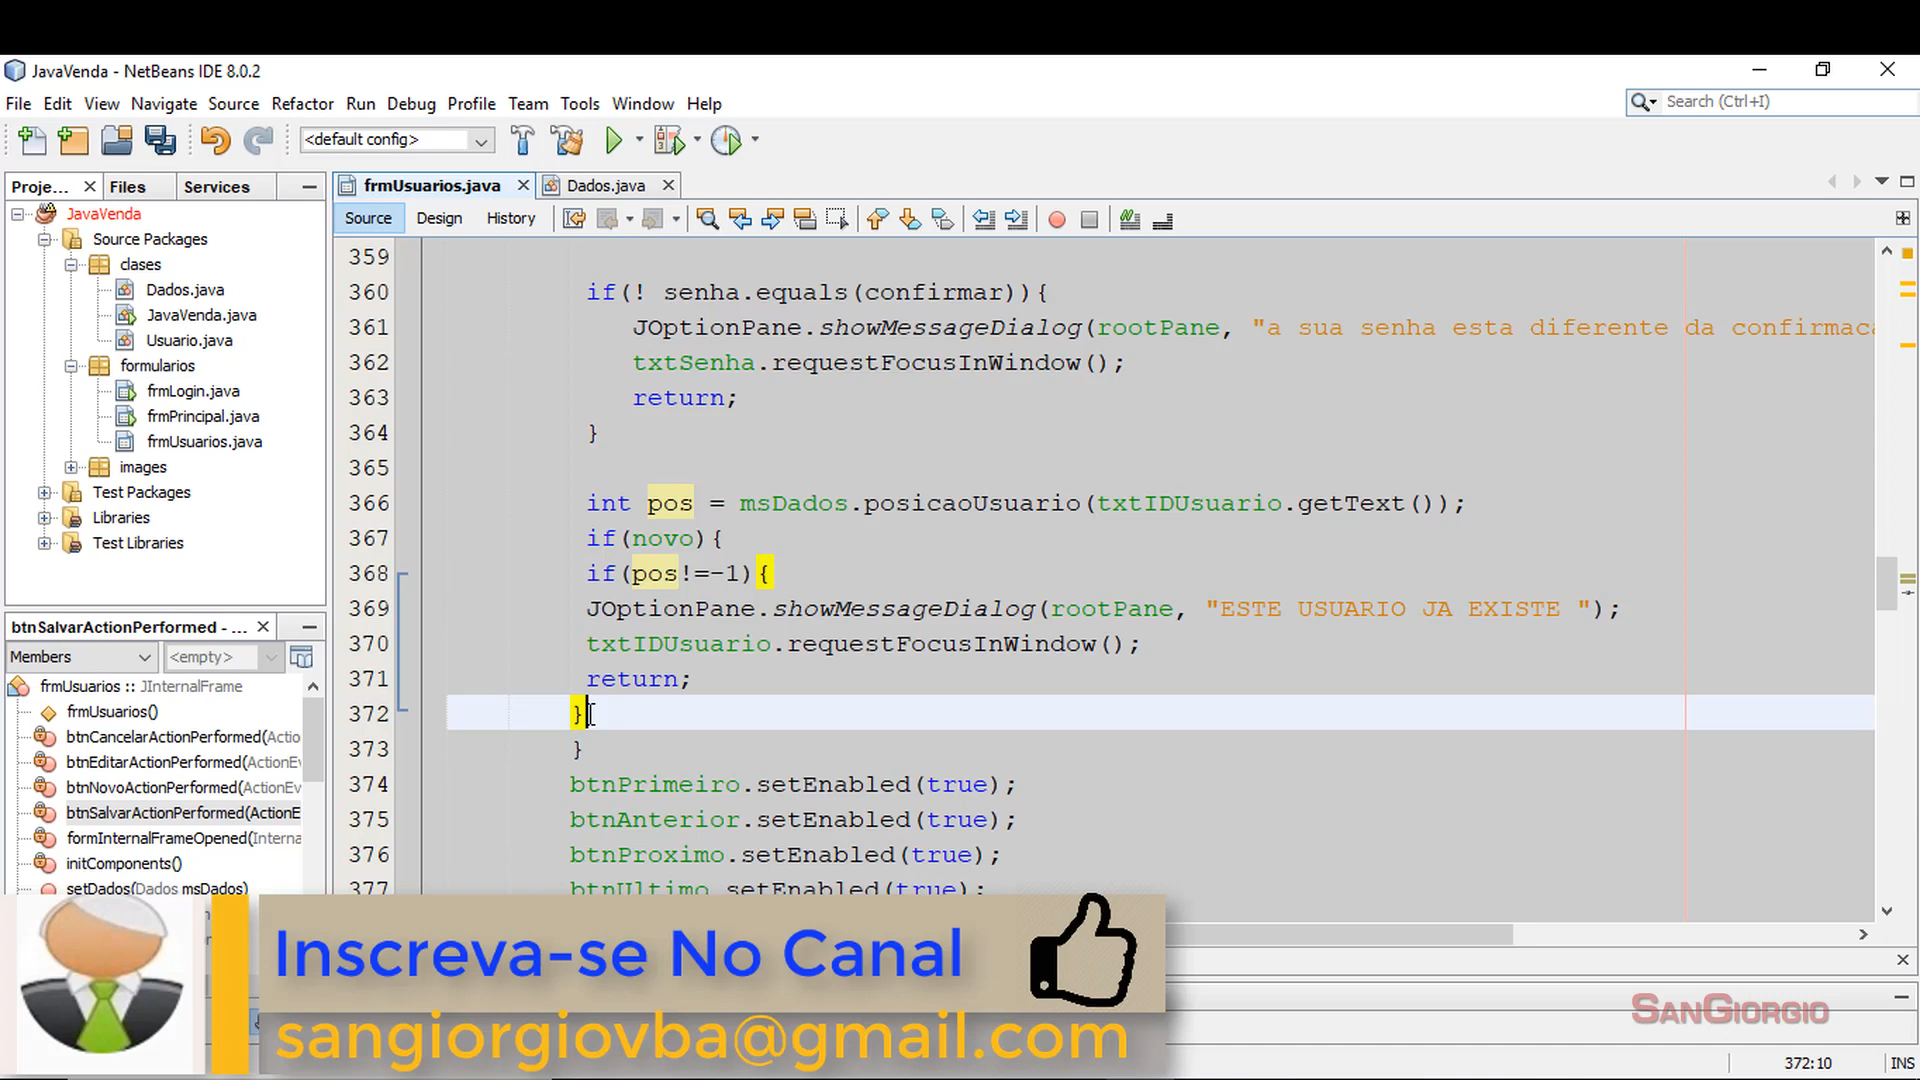 JavaVenda - NetBeans IDE 8.0.2
File Edit View Navigate Source Refactor Run Debug Profile Team Tools Window Help
Search (Ctrl+I)
<default config>
Proje... Files Services
frmUsuarios.java Dados.java
Source Design History
JavaVenda
Source Packages
clases
Dados.java
JavaVenda.java
Usuario.java
formularios
frmLogin.java
frmPrincipal.java
frmUsuarios.java
images
Test Packages
Libraries
Test Libraries
btnSalvarActionPerformed - ...
Members <empty>
frmUsuarios :: JInternalFrame
frmUsuarios()
btnCancelarActionPerformed(Actio
btnEditarActionPerformed(ActionEv
btnNovoActionPerformed(ActionEv
btnSalvarActionPerformed(ActionE
formInternalFrameOpened(Interna
initComponents()
setDados(Dados msDados)
359
360 if(! senha.equals(confirmar)){
361 JOptionPane.showMessageDialog(rootPane, "a sua senha esta diferente da confirmaca
362 txtSenha.requestFocusInWindow();
363 return;
364 }
365
366 int pos = msDados.posicaoUsuario(txtIDUsuario.getText());
367 if(novo){
368 if(pos!=-1){
369 JOptionPane.showMessageDialog(rootPane, "ESTE USUARIO JA EXISTE ");
370 txtIDUsuario.requestFocusInWindow();
371 return;
372 }
373 }
374 btnPrimeiro.setEnabled(true);
375 btnAnterior.setEnabled(true);
376 btnProximo.setEnabled(true);
377 btnUltimo.setEnabled(true);
Inscreva-se No Canal
sangiorgiovba@gmail.com
SANGIORGIO
372:10 INS